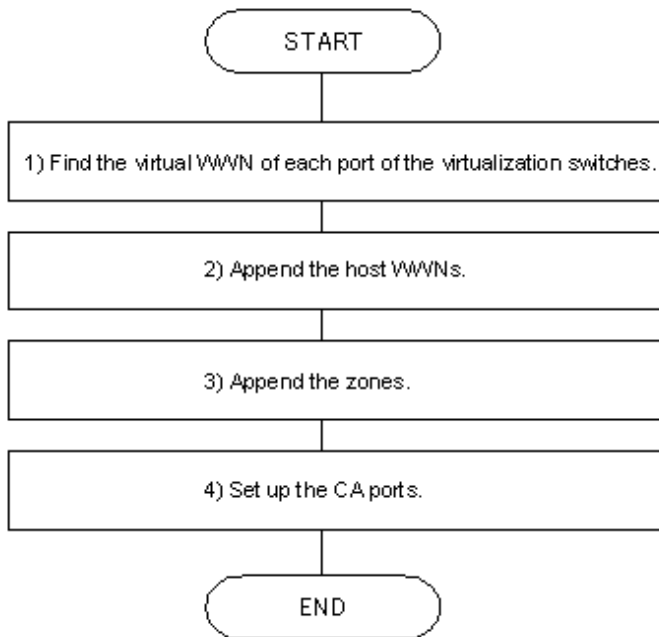 START
1) Find the virtual WWN of each port of the virtualization switches.
2) Append the host WWNs.
3) Append the zones.
4) Set up the CA ports.
END